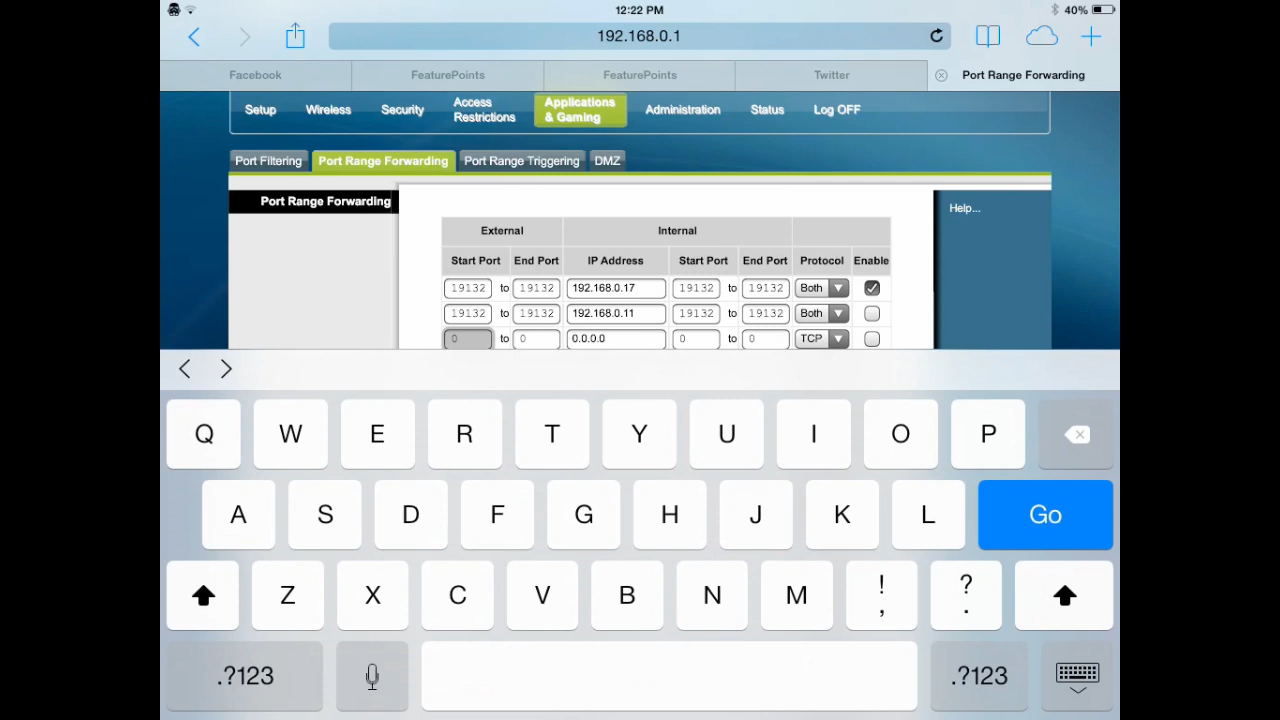 12:22 PM
40%
192.168.0.1
Facebook FeaturePoints FeaturePoints Twitter Port Range Forwarding
Setup Wireless Security Access Restrictions Applications & Gaming Administration Status Log OFF
Port Filtering Port Range Forwarding Port Range Triggering DMZ
Port Range Forwarding
Help...
External Internal
Start Port End Port IP Address Start Port End Port Protocol Enable
19132 to 19132 192.168.0.17 19132 to 19132 Both
19132 to 19132 192.168.0.11 19132 to 19132 Both
0 to 0 0.0.0.0 0 to 0 TCP
Q W E R T Y U I O P
A S D F G H J K L Go
Z X C V B N M ! , ? .
.?123 .?123